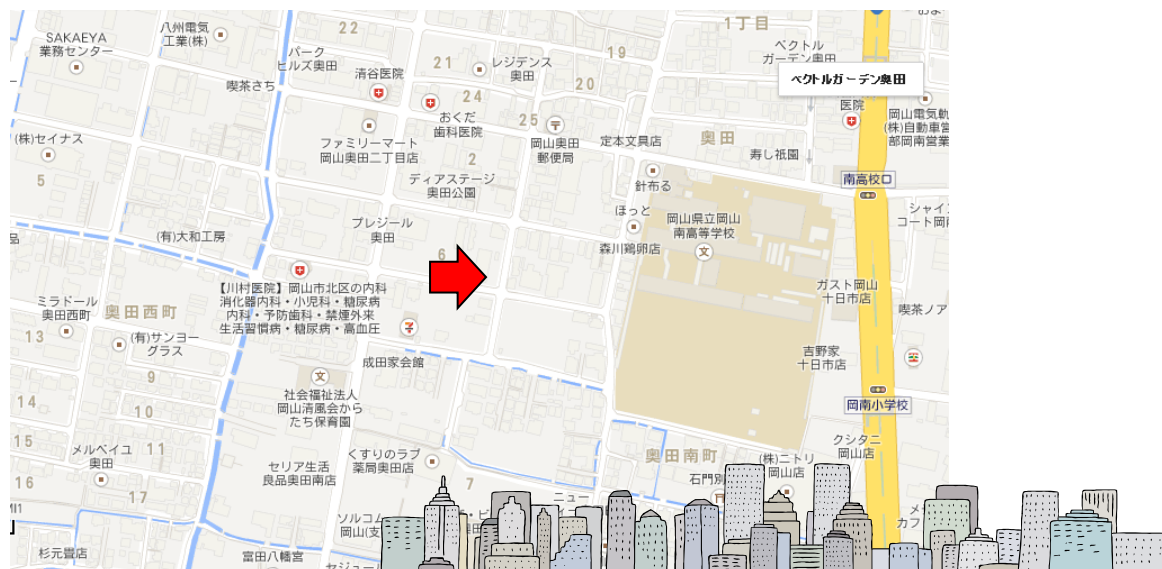 八州電気
工業(株)
SAKAEYA
業務センター
22
1丁目
19
パーク
ヒルズ奥田
21
レジデンス
奥田
ベクトル
ガーデン奥田
ベクトルガーデン奥田
清谷医院
喫茶さち
24
20
おくだ
歯科医院
25
医院
岡山電気軌
(株)自動車営
部岡南営業
(株)セイナス
5
ファミリーマート
岡山奥田二丁目店
2
岡山奥田
郵便局
定本文具店
奥田
寿し祇園
ディアステージ
奥田公園
針布る
南高校口
ほっと
岡山県立岡山
南高等学校
プレジール
奥田
(有)大和工房
品
6
森川鶏卵店
【川村医院】岡山市北区の内科
消化器内科・小児科・糖尿病
内科・予防歯科・禁煙外来
生活習慣病・糖尿病・高血圧
ガスト岡山
十日市店
ミラドール
奥田西町
奥田西町
喫茶ノア
13
(有)サンヨー
グラス
成田家会館
吉野家
十日市店
9
社会福祉法人
岡山清風会から
たち保育園
14
10
岡南小学校
15
メルベイユ
奥田
11
クシタニ
岡山店
セリア生活
良品奥田南店
くすりのラブ
薬局奥田店
奥田南町
(株)ニトリ
岡山店
16
17
7
石門別
ニュー
ソルコム
岡山(支
杉元畳店
富田八幡宮